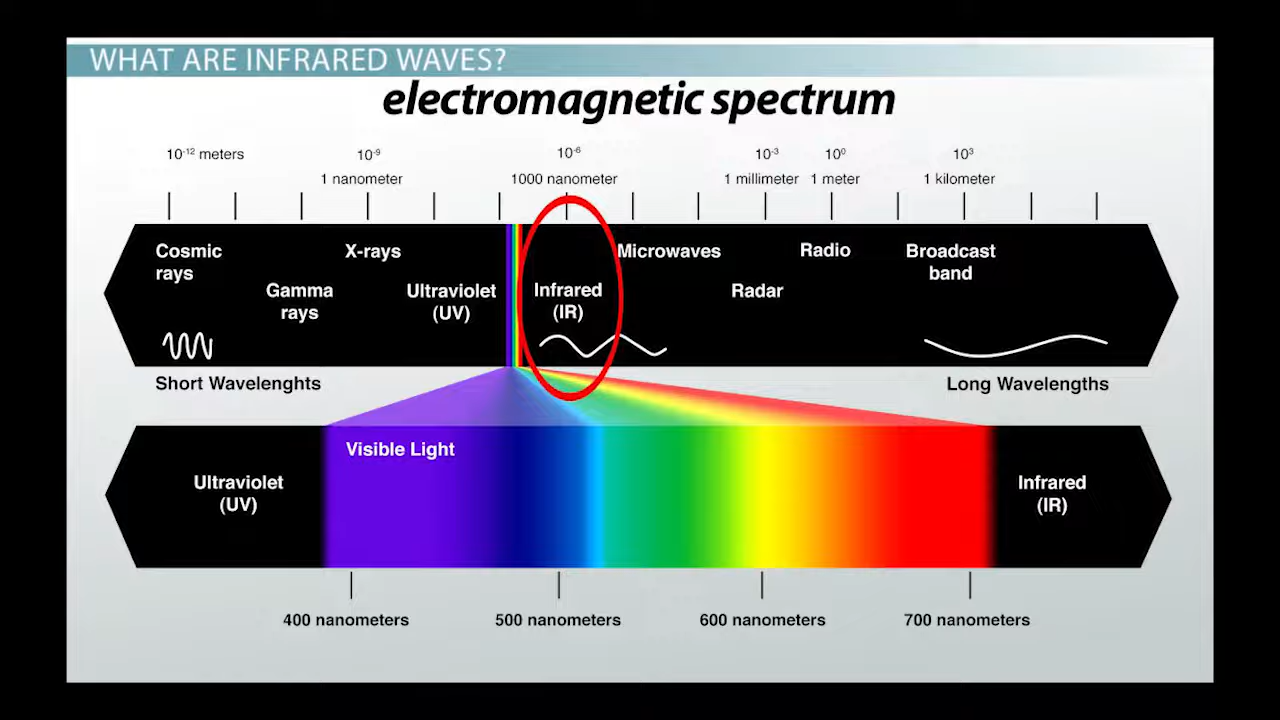 WHAT ARE INFRARED WAVES?
electromagnetic spectrum
10⁻¹² meters 10⁻⁹ 10⁻⁶ 10⁻³ 10⁰ 10³
1 nanometer 1000 nanometer 1 millimeter 1 meter 1 kilometer
Cosmic
rays
Gamma
rays
X-rays
Ultraviolet
(UV)
Infrared
(IR)
Microwaves
Radar
Radio
Broadcast
band
Short Wavelenghts Long Wavelengths
Visible Light
Ultraviolet
(UV)
Infrared
(IR)
400 nanometers 500 nanometers 600 nanometers 700 nanometers